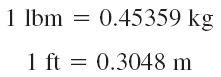 1 lbm = 0.45359 kg
1 ft = 0.3048 m